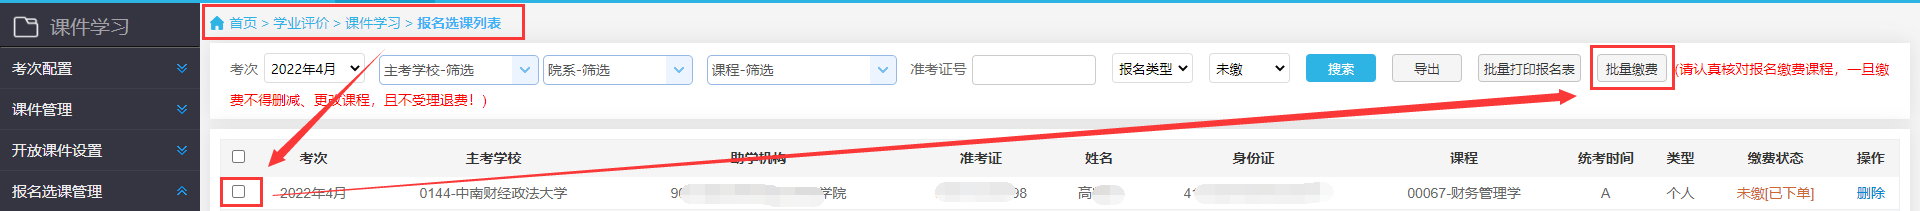 课件学习
首页 > 学业评价 > 课件学习 > 报名选课列表
考次配置
课件管理
开放课件设置
报名选课管理
考次 2022年4月 主考学校-筛选 院系-筛选 课程-筛选 准考证号 报名类型 未缴 搜索 导出 批量打印报名表 批量缴费 (请认真核对报名缴费课程，一旦缴
费不得删减、更改课程，且不受理退费！)
考次 主考学校 助学机构 准考证 姓名 身份证 课程 统考时间 类型 缴费状态 操作
2022年4月 0144-中南财经政法大学 90 学院 98 高 41 00067-财务管理学 A 个人 未缴[已下单] 删除